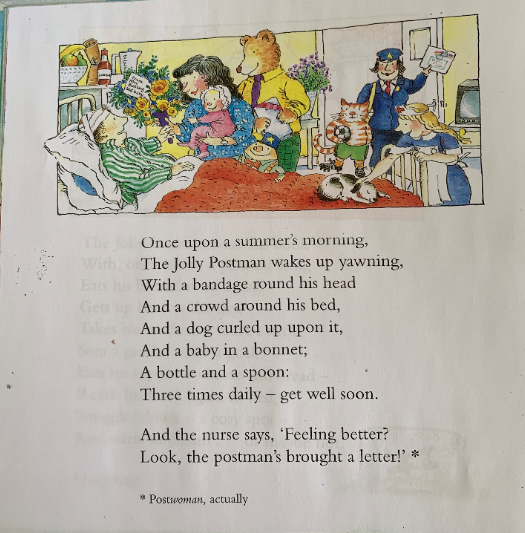 Once upon a summer's morning,
The Jolly Postman wakes up yawning,
With a bandage round his head
And a crowd around his bed,
And a dog curled up upon it,
And a baby in a bonnet;
A bottle and a spoon:
Three times daily – get well soon.
And the nurse says, 'Feeling better?
Look, the postman's brought a letter!' *
* Postwoman, actually